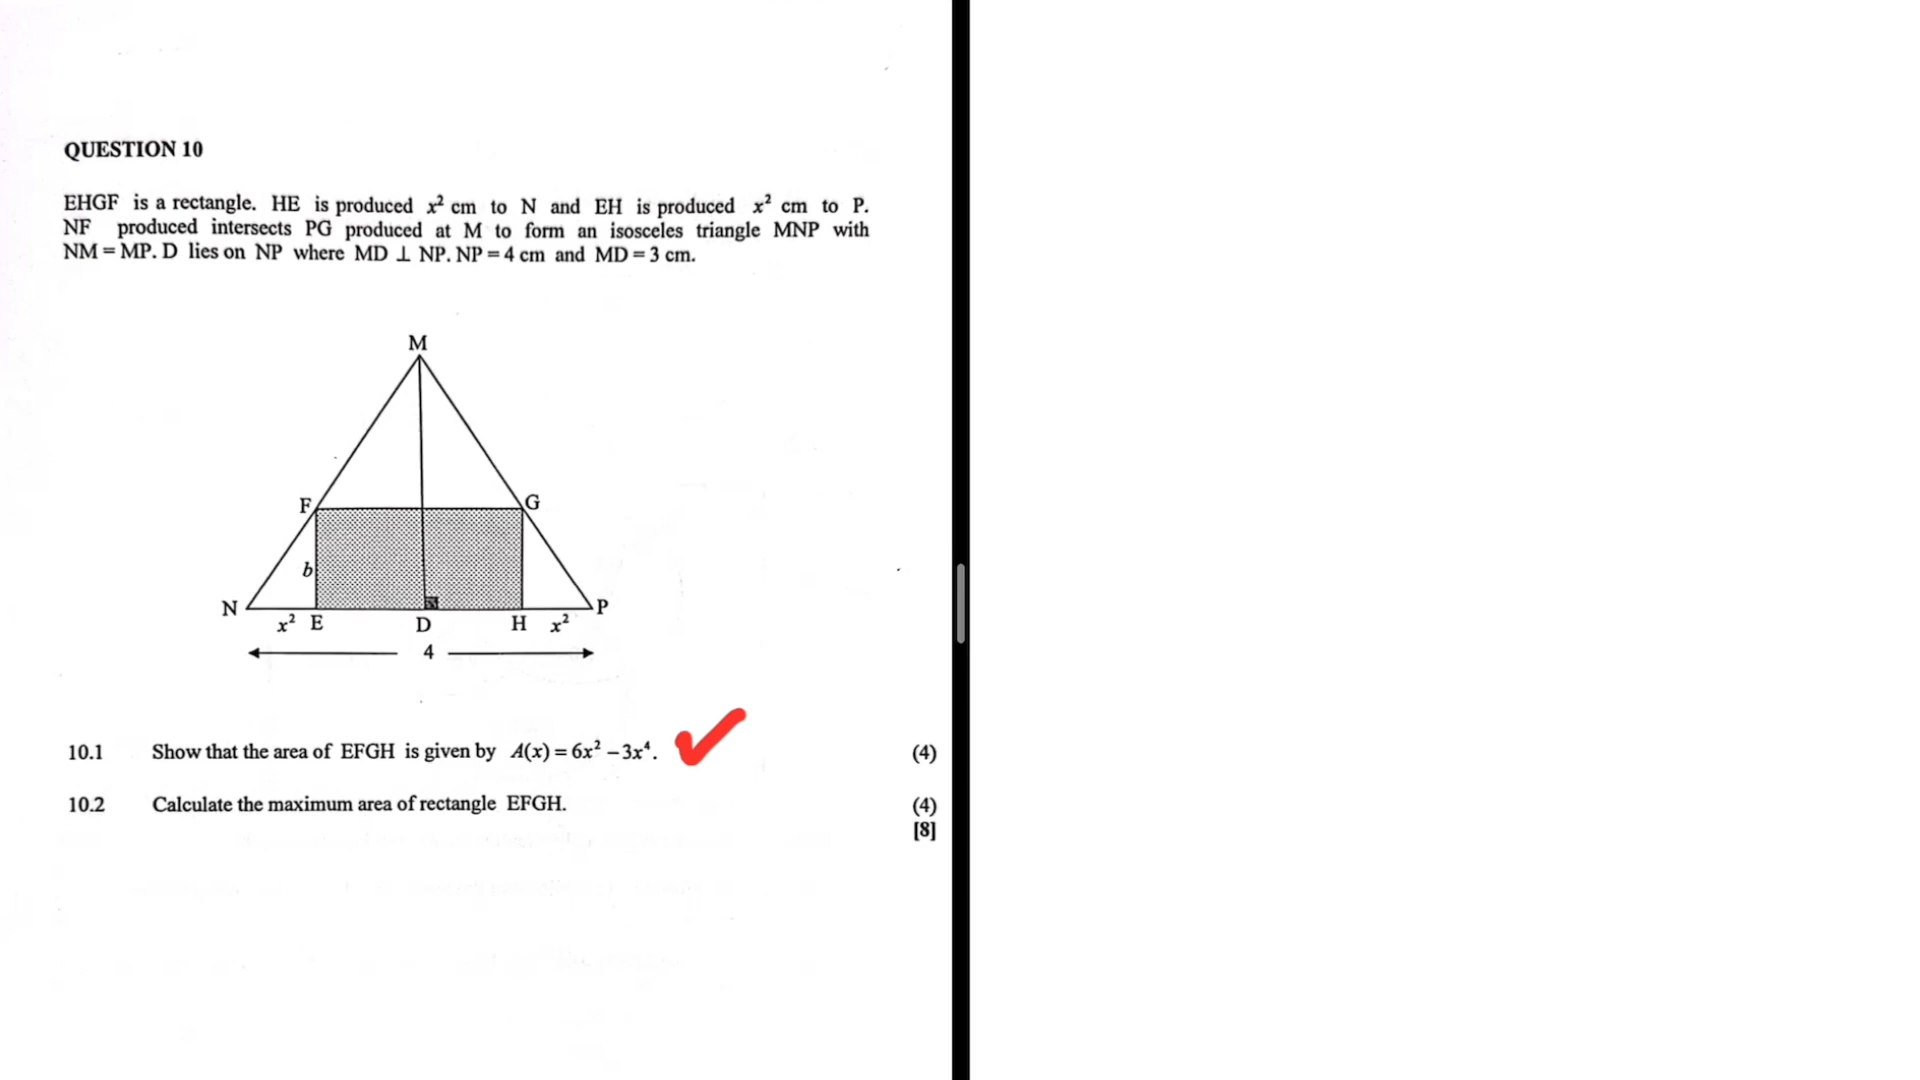 QUESTION 10
EHGF is a rectangle. HE is produced x² cm to N and EH is produced x² cm to P.
NF produced intersects PG produced at M to form an isosceles triangle MNP with
NM = MP. D lies on NP where MD ⊥ NP. NP = 4 cm and MD = 3 cm.
M
F G
b
N P
x² E D H x²
4
10.1 Show that the area of EFGH is given by A(x) = 6x² – 3x⁴. (4)
10.2 Calculate the maximum area of rectangle EFGH. (4)
[8]